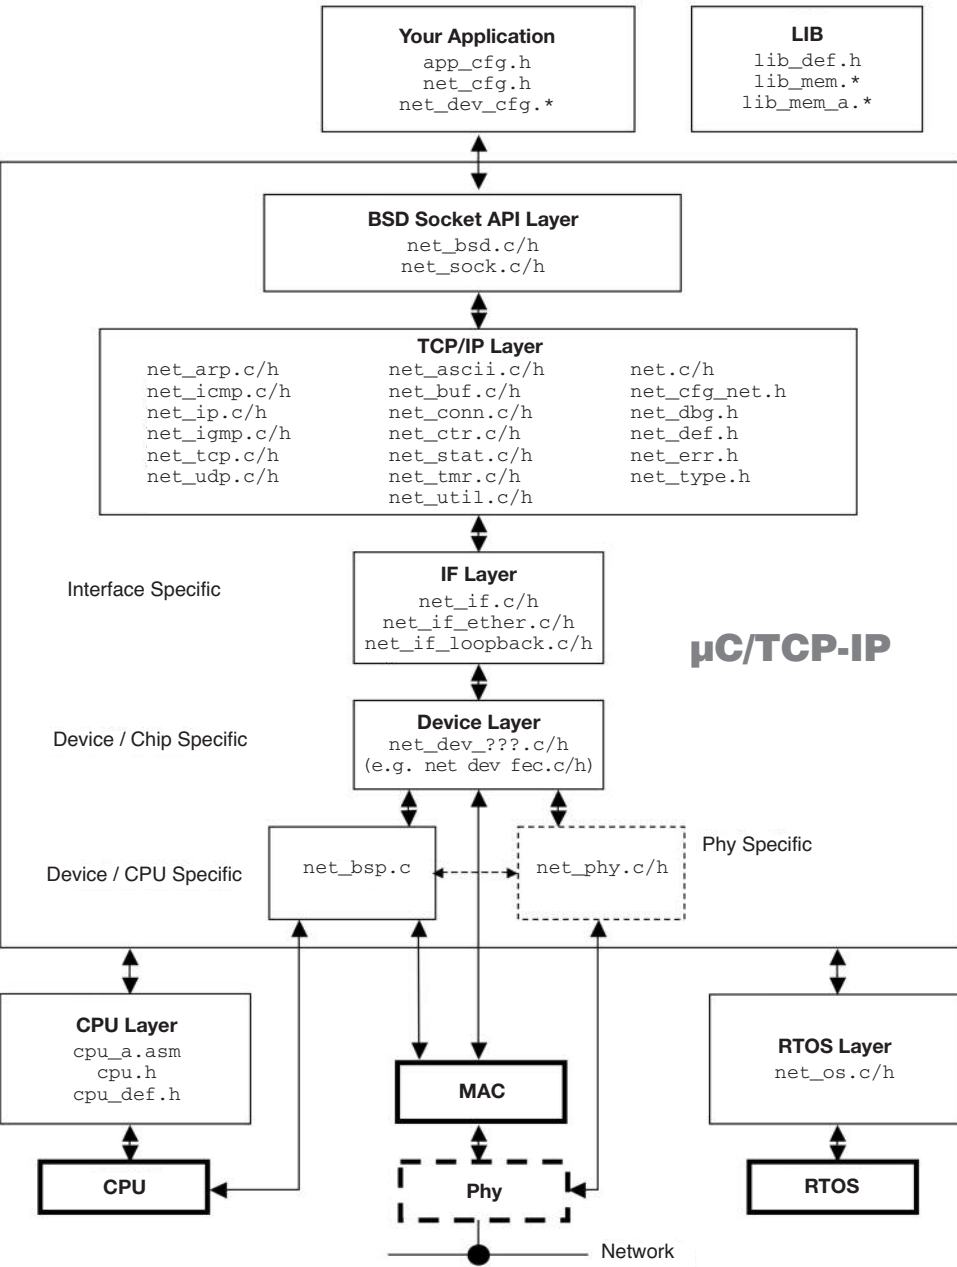 Your Application
app_cfg.h
net_cfg.h
net_dev_cfg.*
LIB
lib_def.h
lib_mem.*
lib_mem_a.*
BSD Socket API Layer
net_bsd.c/h
net_sock.c/h
TCP/IP Layer
net_arp.c/h net_ascii.c/h net.c/h
net_icmp.c/h net_buf.c/h net_cfg_net.h
net_ip.c/h net_conn.c/h net_dbg.h
net_igmp.c/h net_ctr.c/h net_def.h
net_tcp.c/h net_stat.c/h net_err.h
net_udp.c/h net_tmr.c/h net_type.h
net_util.c/h
Interface Specific
IF Layer
net_if.c/h
net_if_ether.c/h
net_if_loopback.c/h
µC/TCP-IP
Device / Chip Specific
Device Layer
net_dev_???.c/h
(e.g. net dev fec.c/h)
Device / CPU Specific
net_bsp.c
net_phy.c/h
Phy Specific
CPU Layer
cpu_a.asm
cpu.h
cpu_def.h
MAC
RTOS Layer
net_os.c/h
CPU
Phy
RTOS
Network